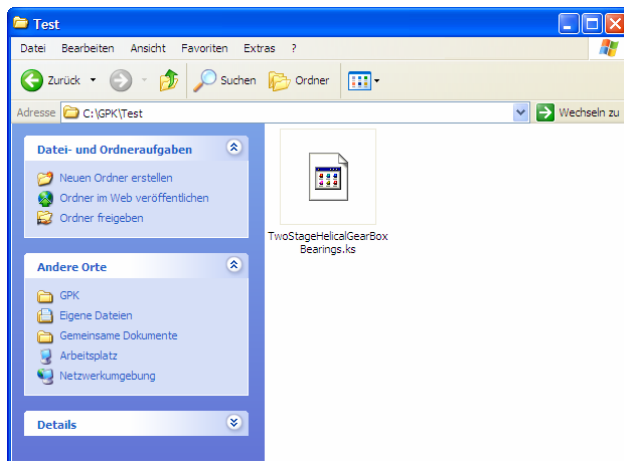 Test
Datei Bearbeiten Ansicht Favoriten Extras ?
Zurück Suchen Ordner
Adresse C:\GPK\Test Wechseln zu
Datei- und Ordneraufgaben
Neuen Ordner erstellen
Ordner im Web veröffentlichen
Ordner freigeben
Andere Orte
GPK
Eigene Dateien
Gemeinsame Dokumente
Arbeitsplatz
Netzwerkumgebung
Details
TwoStageHelicalGearBox
Bearings.ks